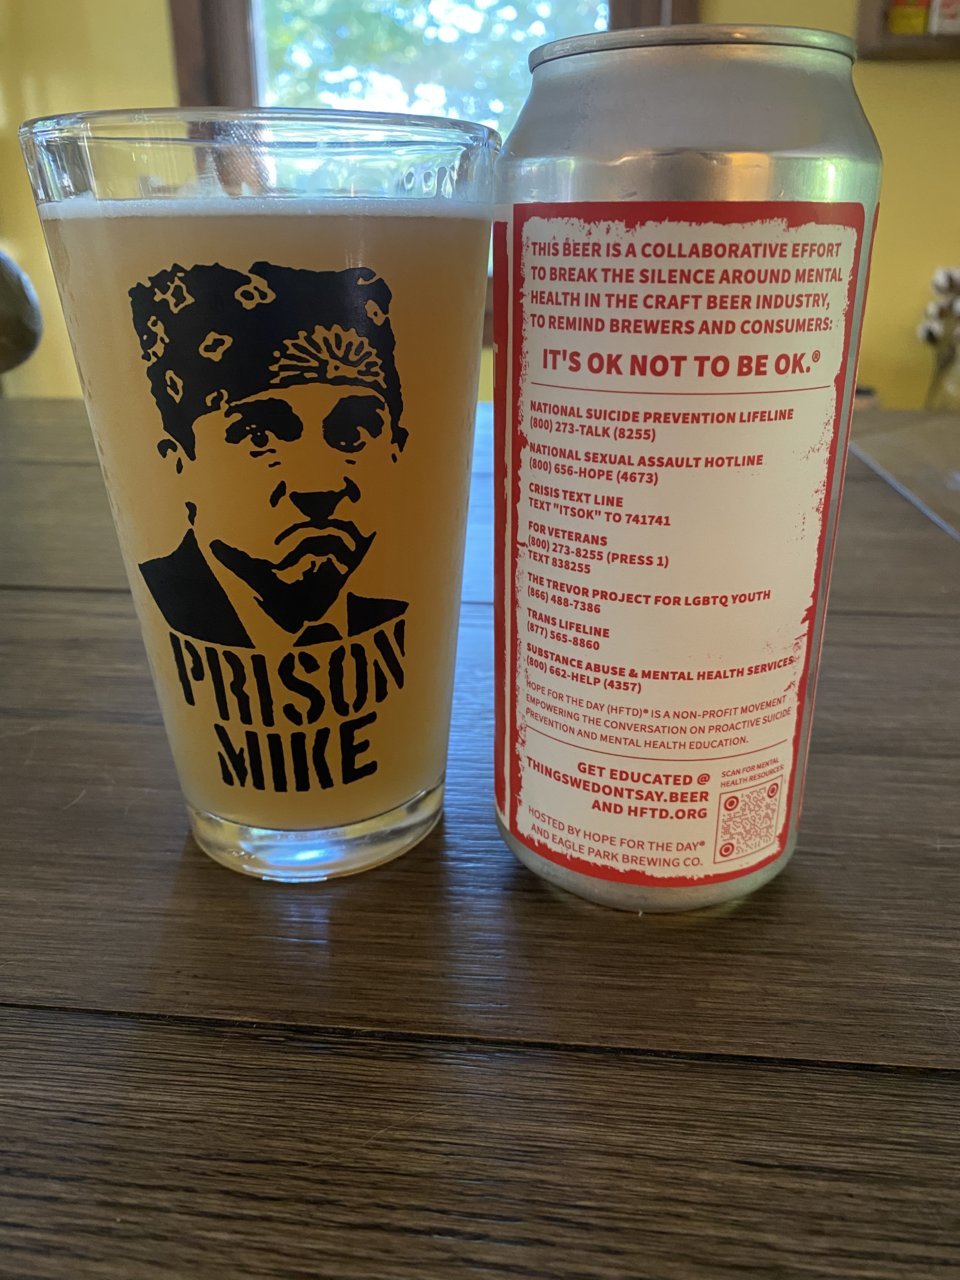 PRISON
MIKE
THIS BEER IS A COLLABORATIVE EFFORT
TO BREAK THE SILENCE AROUND MENTAL
HEALTH IN THE CRAFT BEER INDUSTRY,
TO REMIND BREWERS AND CONSUMERS:
IT'S OK NOT TO BE OK.®
NATIONAL SUICIDE PREVENTION LIFELINE
(800) 273-TALK (8255)
NATIONAL SEXUAL ASSAULT HOTLINE
(800) 656-HOPE (4673)
CRISIS TEXT LINE
TEXT "ITSOK" TO 741741
FOR VETERANS
(800) 273-8255 (PRESS 1)
TEXT 838255
THE TREVOR PROJECT FOR LGBTQ YOUTH
(866) 488-7386
TRANS LIFELINE
(877) 565-8860
SUBSTANCE ABUSE & MENTAL HEALTH SERVICES
(800) 662-HELP (4357)
HOPE FOR THE DAY (HFTD)® IS A NON-PROFIT MOVEMENT
EMPOWERING THE CONVERSATION ON PROACTIVE SUICIDE
PREVENTION AND MENTAL HEALTH EDUCATION.
GET EDUCATED @
THINGSWEDONTSAY.BEER
AND HFTD.ORG
SCAN FOR MENTAL
HEALTH RESOURCES:
HOSTED BY HOPE FOR THE DAY®
AND EAGLE PARK BREWING CO.